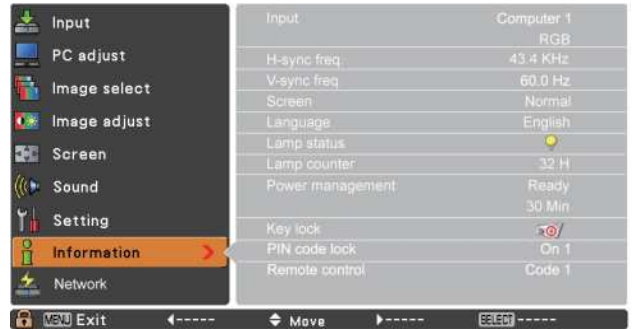 Input
PC adjust
Image select
Image adjust
Screen
Sound
Setting
Information
Network
Input Computer 1
RGB
H-sync freq. 43.4 KHz
V-sync freq. 60.0 Hz
Screen Normal
Language English
Lamp status
Lamp counter 32 H
Power management Ready
30 Min
Key lock
PIN code lock On 1
Remote control Code 1
MENU Exit ◄----- Move ►----- SELECT -----